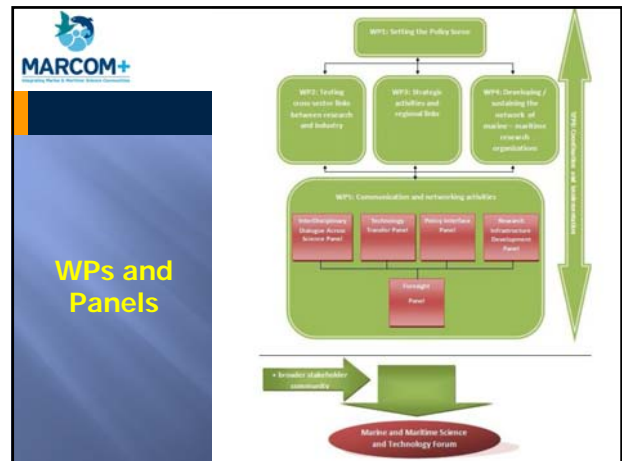 MARCOM+
Integrating Marine & Maritime Science Communities
WPs and
Panels
WP1: Setting the Policy Scene
WP2: Testing
cross sector links
between research
and industry
WP3: Strategic
activities and
regional links
WP4: Developing /
sustaining the
network of
marine – maritime
research
organizations
WP5: Communication and networking activities
Interdisciplinary
Dialogue Across
Science Panel
Technology
Transfer Panel
Policy Interface
Panel
Research
Infrastructure
Development
Panel
Foresight
Panel
WP6: Coordination and
+ broader stakeholder
community
Marine and Maritime Science
and Technology Forum